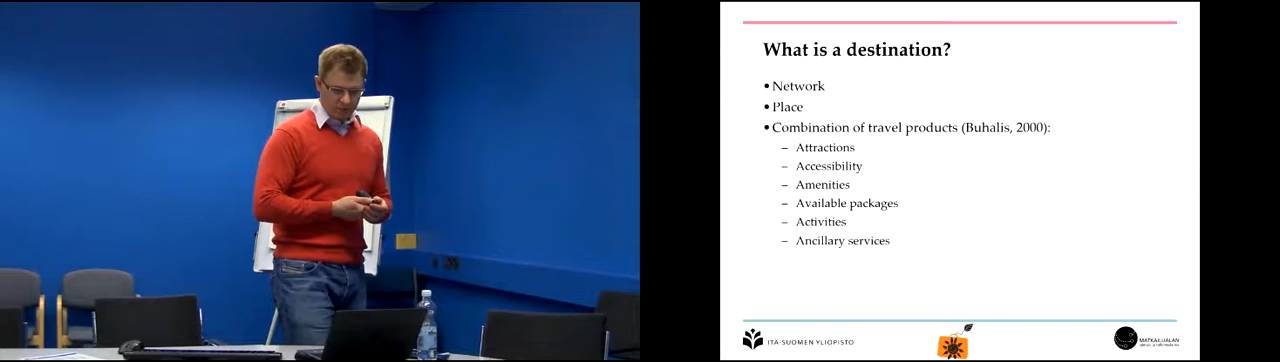 What is a destination?
• Network
• Place
• Combination of travel products (Buhalis, 2000):
– Attractions
– Accessibility
– Amenities
– Available packages
– Activities
– Ancillary services
ITÄ-SUOMEN YLIOPISTO
MATKAILUALAN